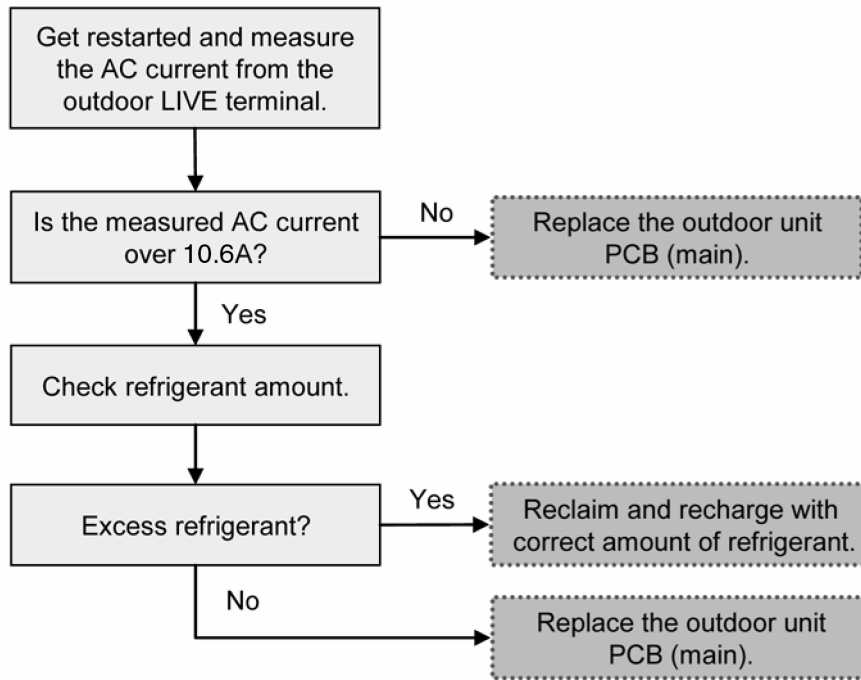 Get restarted and measure
the AC current from the
outdoor LIVE terminal.
Is the measured AC current
over 10.6A?
No
Replace the outdoor unit
PCB (main).
Yes
Check refrigerant amount.
Excess refrigerant?
Yes
Reclaim and recharge with
correct amount of refrigerant.
No
Replace the outdoor unit
PCB (main).